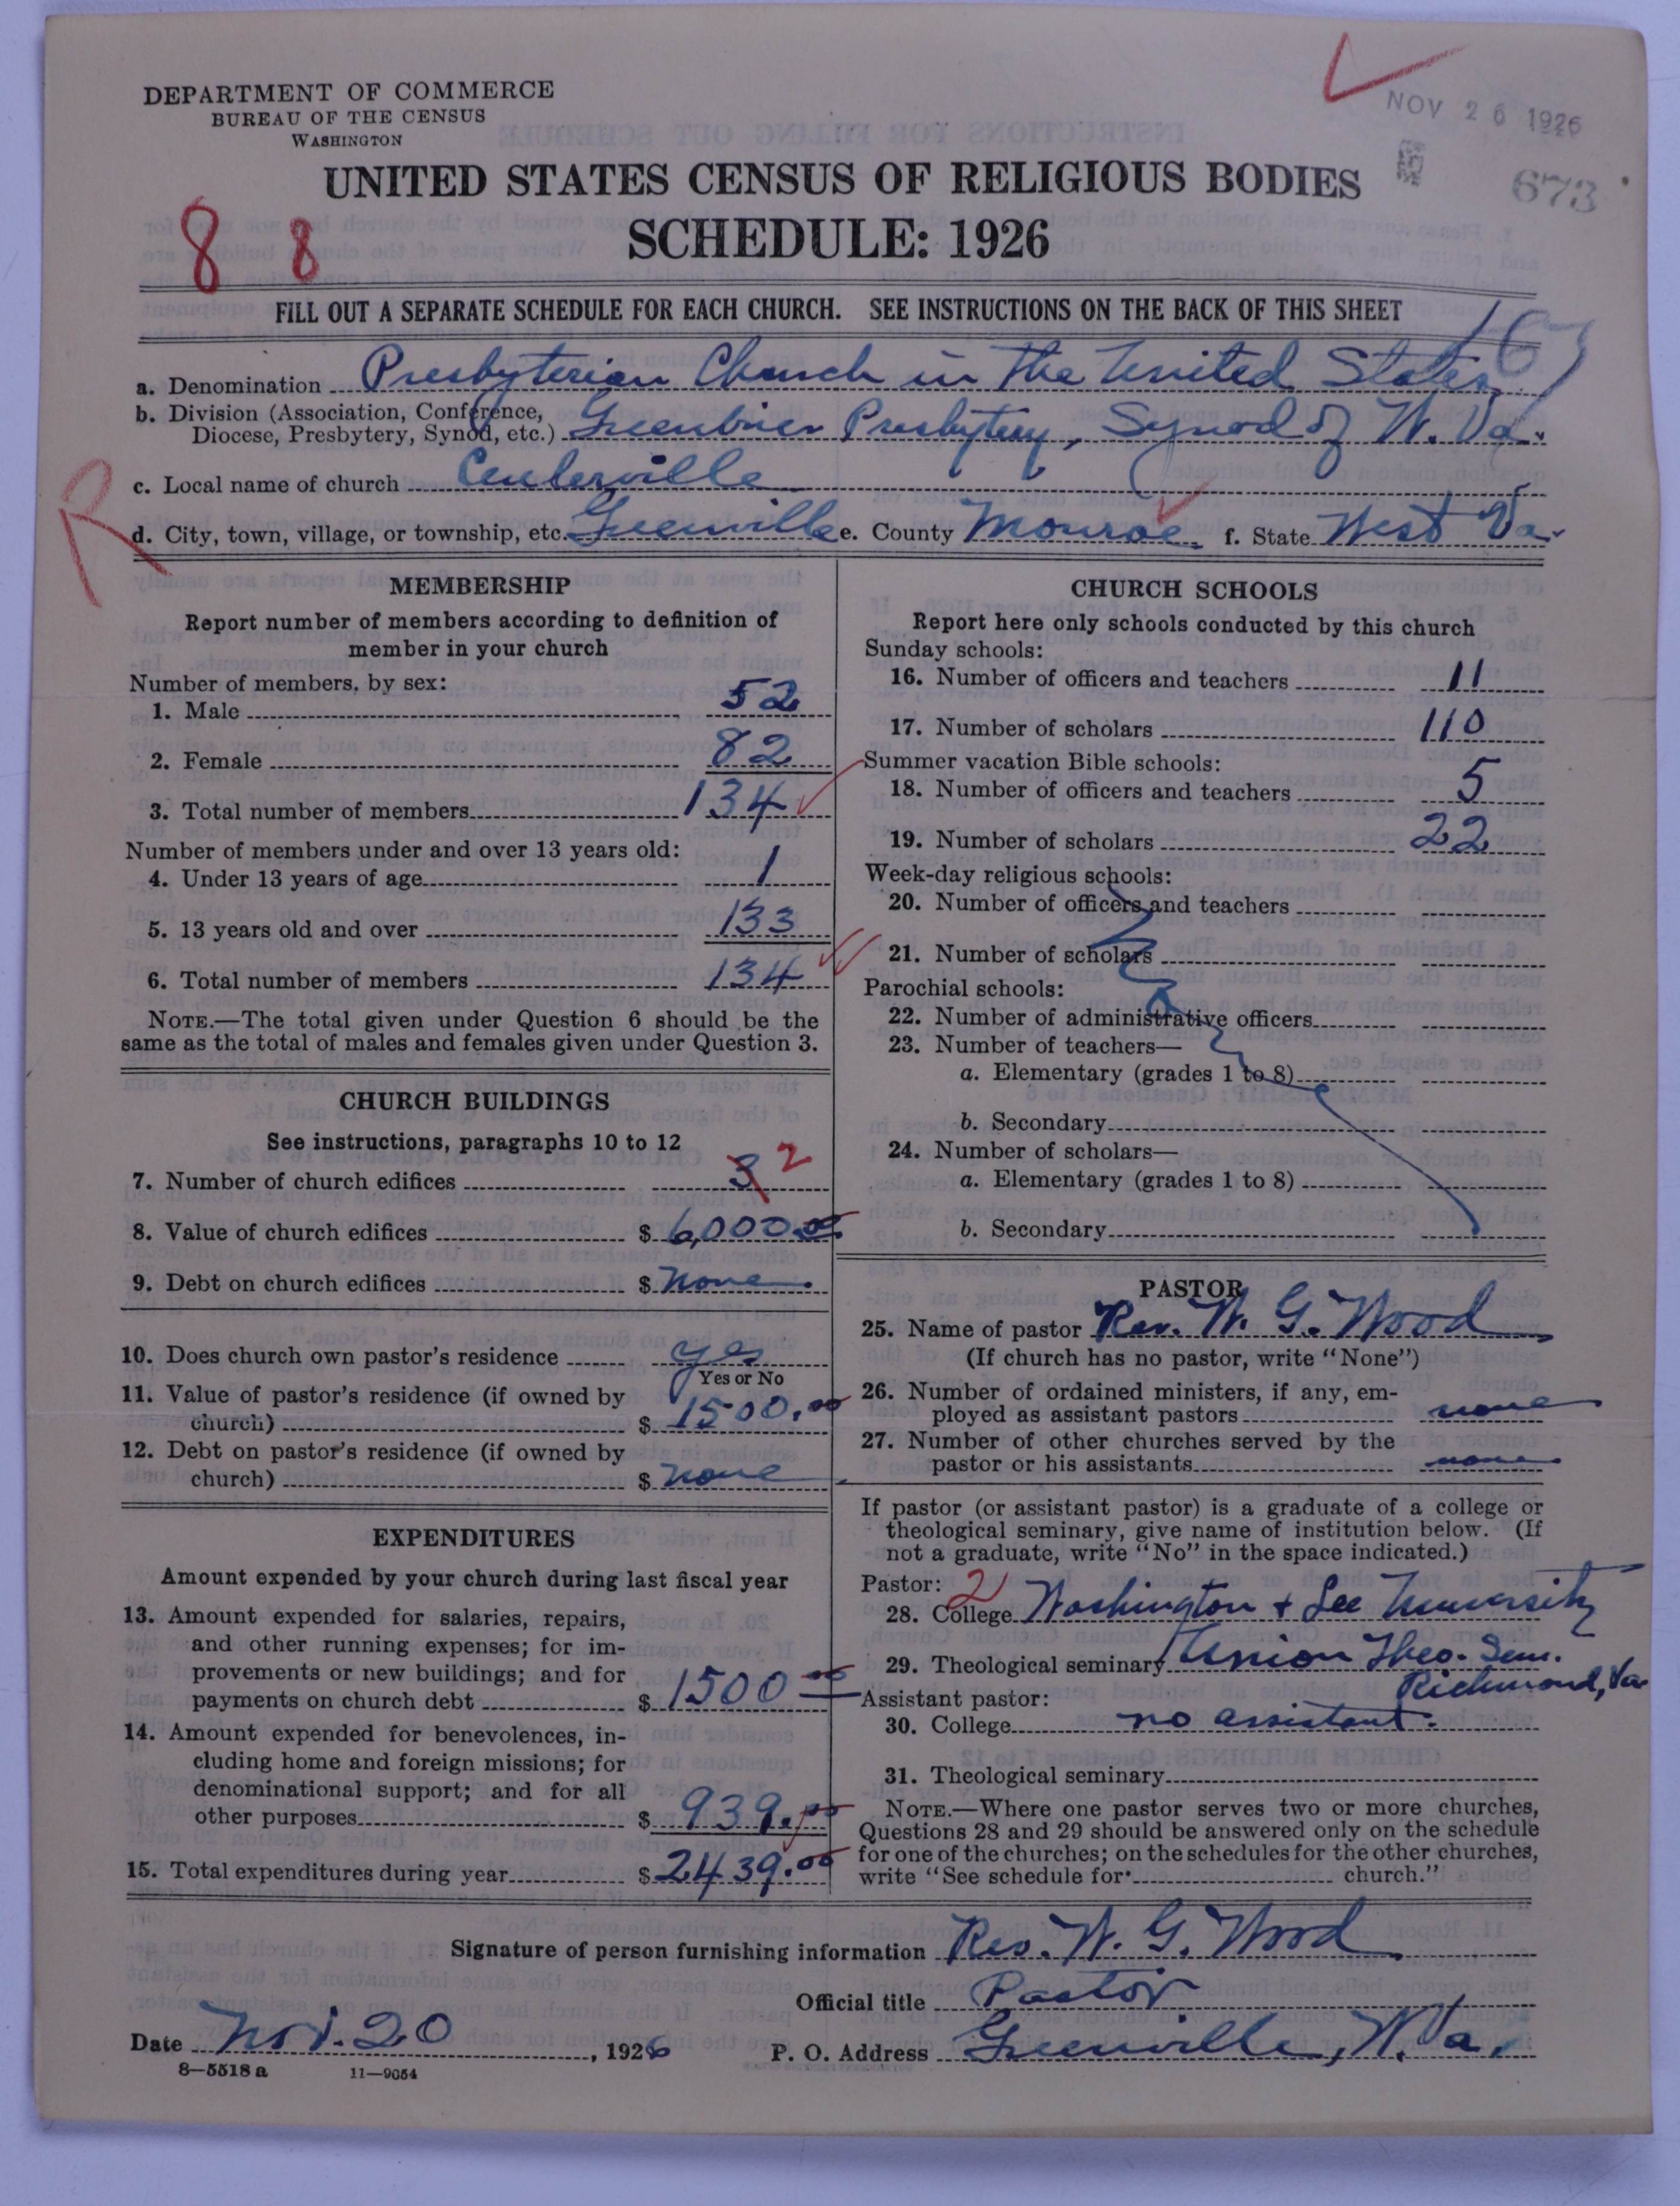 DEPARTMENT OF COMMERCE
BUREAU OF THE CENSUS
WASHINGTON
NOV 26 1926
673
UNITED STATES CENSUS OF RELIGIOUS BODIES
SCHEDULE: 1926
8 8
FILL OUT A SEPARATE SCHEDULE FOR EACH CHURCH. SEE INSTRUCTIONS ON THE BACK OF THIS SHEET
167
a. Denomination Presbyterian Church in the United States
b. Division (Association, Conference, Diocese, Presbytery, Synod, etc.) Greenbrier Presbytery, Synod of W. Va.
c. Local name of church Centerville
R
d. City, town, village, or township, etc. Greenville e. County Monroe f. State West Va.
MEMBERSHIP
Report number of members according to definition of
member in your church
Number of members, by sex:
1. Male 52
2. Female 82
3. Total number of members 134
Number of members under and over 13 years old:
4. Under 13 years of age 1
5. 13 years old and over 133
6. Total number of members 134
NOTE.—The total given under Question 6 should be the
same as the total of males and females given under Question 3.
CHURCH BUILDINGS
See instructions, paragraphs 10 to 12
7. Number of church edifices 3 2
8. Value of church edifices $ 6,000.00
9. Debt on church edifices $ None.
10. Does church own pastor's residence yes
Yes or No
11. Value of pastor's residence (if owned by
church) $ 1500.00
12. Debt on pastor's residence (if owned by
church) $ none
EXPENDITURES
Amount expended by your church during last fiscal year
13. Amount expended for salaries, repairs,
and other running expenses; for im-
provements or new buildings; and for
payments on church debt $ 1500 00
14. Amount expended for benevolences, in-
cluding home and foreign missions; for
denominational support; and for all
other purposes $ 939.00
15. Total expenditures during year $ 2439.00
CHURCH SCHOOLS
Report here only schools conducted by this church
Sunday schools:
16. Number of officers and teachers 11
17. Number of scholars 110
Summer vacation Bible schools:
18. Number of officers and teachers 5
19. Number of scholars 22
Week-day religious schools:
20. Number of officers and teachers
21. Number of scholars
Parochial schools:
22. Number of administrative officers
23. Number of teachers—
a. Elementary (grades 1 to 8)
b. Secondary
24. Number of scholars—
a. Elementary (grades 1 to 8)
b. Secondary
PASTOR
25. Name of pastor Rev. W. G. Wood
(If church has no pastor, write "None")
26. Number of ordained ministers, if any, em-
ployed as assistant pastors none
27. Number of other churches served by the
pastor or his assistants none
If pastor (or assistant pastor) is a graduate of a college or
theological seminary, give name of institution below. (If
not a graduate, write "No" in the space indicated.)
Pastor: 2
28. College Washington & Lee University
29. Theological seminary Union Theo. Sem.
Richmond, Va
Assistant pastor:
30. College no assistant.
31. Theological seminary
NOTE.—Where one pastor serves two or more churches,
Questions 28 and 29 should be answered only on the schedule
for one of the churches; on the schedules for the other churches,
write "See schedule for church."
Signature of person furnishing information Rev. W. G. Wood
Official title Pastor
Date Nov. 20, 1926
P. O. Address Greenville, W. Va.
8—5518 a 11—9054